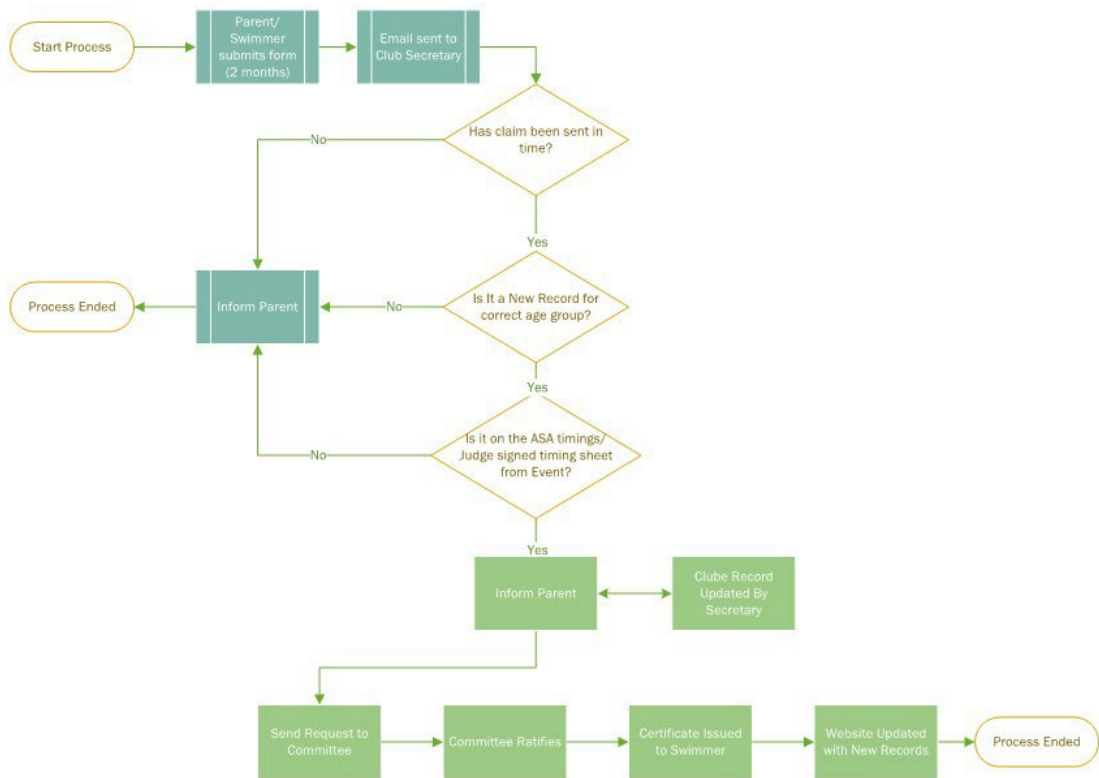 Start Process
Parent/
Swimmer
submits form
(2 months)
Email sent to
Club Secretary
Has claim been sent in
time?
No
Yes
Process Ended
Inform Parent
No
Is It a New Record for
correct age group?
Yes
Is it on the ASA timings/
Judge signed timing sheet
from Event?
No
Yes
Inform Parent
Clube Record
Updated By
Secretary
Send Request to
Committee
Committee Ratifies
Certificate Issued
to Swimmer
Website Updated
with New Records
Process Ended